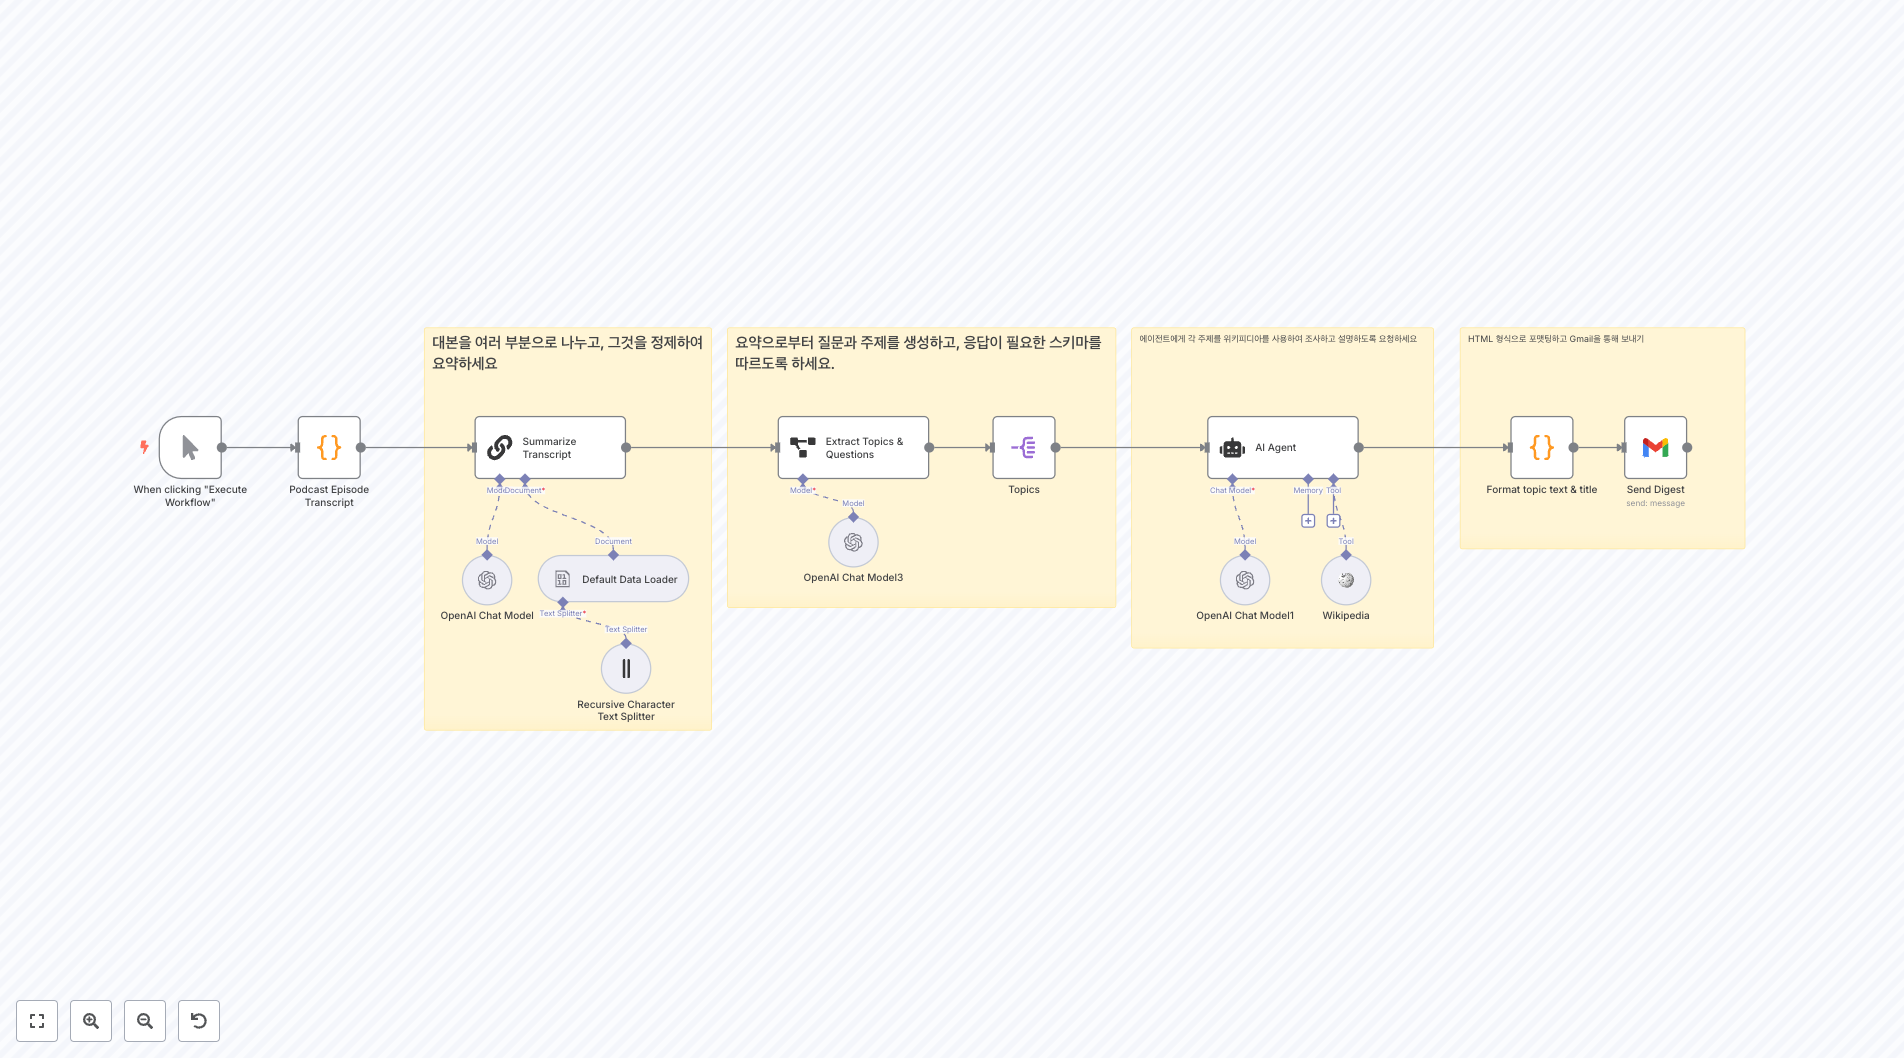 When clicking "Execute
Workflow"
Podcast Episode
Transcript
대본을 여러 부분으로 나누고, 그것을 정제하여
요약하세요
Summarize
Transcript
Model
Document*
Model
Document
OpenAI Chat Model
Default Data Loader
Text Splitter*
Text Splitter
Recursive Character
Text Splitter
요약으로부터 질문과 주제를 생성하고, 응답이 필요한 스키마를
따르도록 하세요.
Extract Topics &
Questions
Model*
Model
OpenAI Chat Model3
Topics
에이전트에게 각 주제를 위키피디아를 사용하여 조사하고 설명하도록 요청하세요
AI Agent
Chat Model*
Memory
Tool
Model
Tool
OpenAI Chat Model1
Wikipedia
HTML 형식으로 포맷팅하고 Gmail을 통해 보내기
Format topic text & title
Send Digest
send: message